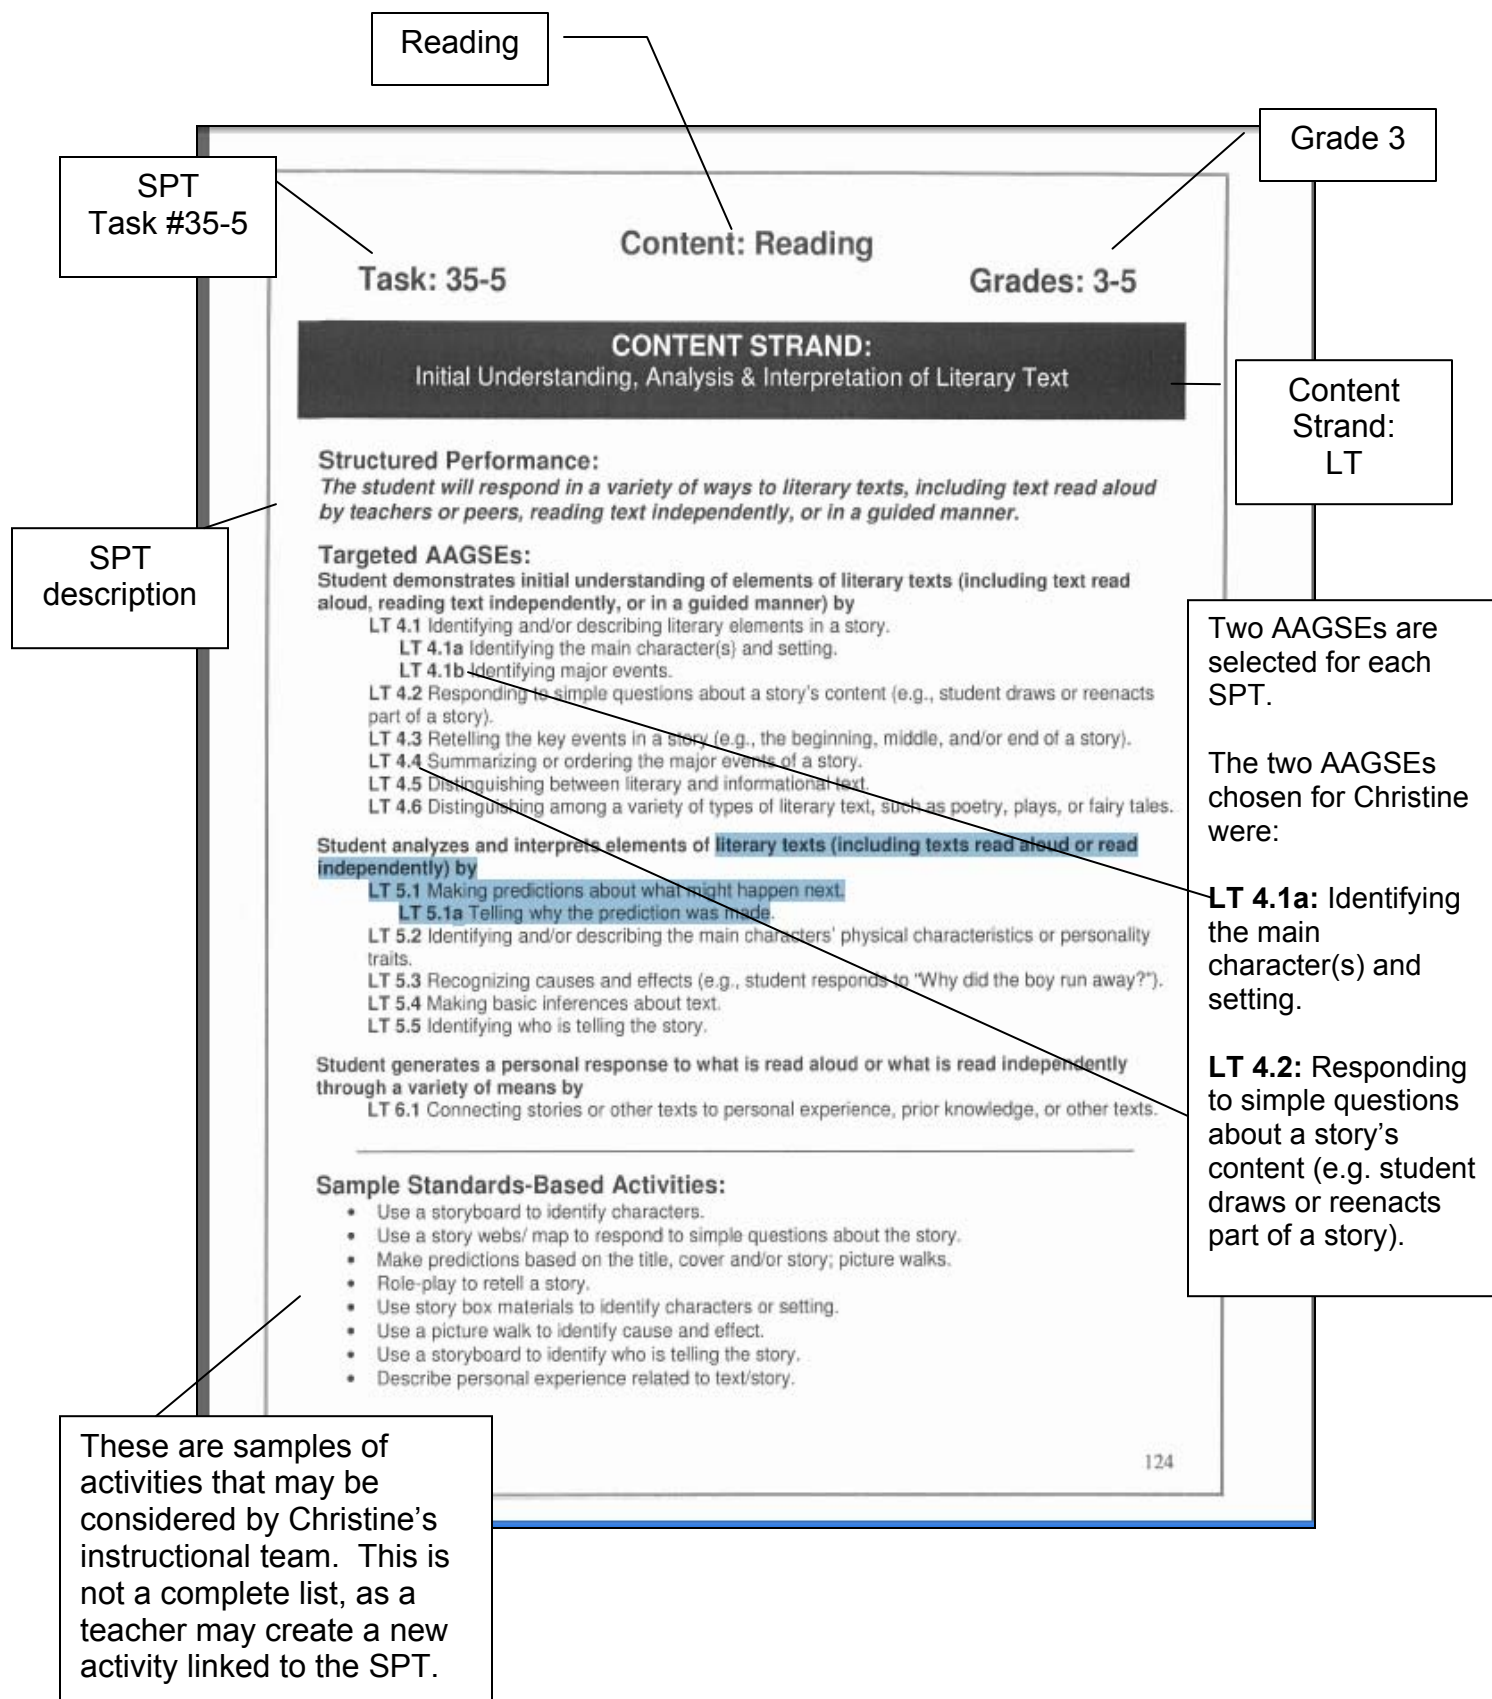 Reading
Grade 3
SPT
Task #35-5
Content: Reading
Task: 35-5
Grades: 3-5
CONTENT STRAND:
Initial Understanding, Analysis & Interpretation of Literary Text
Content
Strand:
LT
Structured Performance:
The student will respond in a variety of ways to literary texts, including text read aloud
by teachers or peers, reading text independently, or in a guided manner.
SPT
description
Targeted AAGSEs:
Student demonstrates initial understanding of elements of literary texts (including text read
aloud, reading text independently, or in a guided manner) by
LT 4.1 Identifying and/or describing literary elements in a story.
LT 4.1a Identifying the main character(s) and setting.
LT 4.1b Identifying major events.
LT 4.2 Responding to simple questions about a story's content (e.g., student draws or reenacts
part of a story).
LT 4.3 Retelling the key events in a story (e.g., the beginning, middle, and/or end of a story).
LT 4.4 Summarizing or ordering the major events of a story.
LT 4.5 Distinguishing between literary and informational text.
LT 4.6 Distinguishing among a variety of types of literary text, such as poetry, plays, or fairy tales.
Student analyzes and interprets elements of literary texts (including texts read aloud or read
independently) by
LT 5.1 Making predictions about what might happen next.
LT 5.1a Telling why the prediction was made.
LT 5.2 Identifying and/or describing the main characters' physical characteristics or personality
traits.
LT 5.3 Recognizing causes and effects (e.g., student responds to "Why did the boy run away?").
LT 5.4 Making basic inferences about text.
LT 5.5 Identifying who is telling the story.
Student generates a personal response to what is read aloud or what is read independently
through a variety of means by
LT 6.1 Connecting stories or other texts to personal experience, prior knowledge, or other texts.
Two AAGSEs are
selected for each
SPT.
The two AAGSEs
chosen for Christine
were:
LT 4.1a: Identifying
the main
character(s) and
setting.
LT 4.2: Responding
to simple questions
about a story's
content (e.g. student
draws or reenacts
part of a story).
Sample Standards-Based Activities:
• Use a storyboard to identify characters.
• Use a story webs/ map to respond to simple questions about the story.
• Make predictions based on the title, cover and/or story; picture walks.
• Role-play to retell a story.
• Use story box materials to identify characters or setting.
• Use a picture walk to identify cause and effect.
• Use a storyboard to identify who is telling the story.
• Describe personal experience related to text/story.
124
These are samples of
activities that may be
considered by Christine's
instructional team. This is
not a complete list, as a
teacher may create a new
activity linked to the SPT.